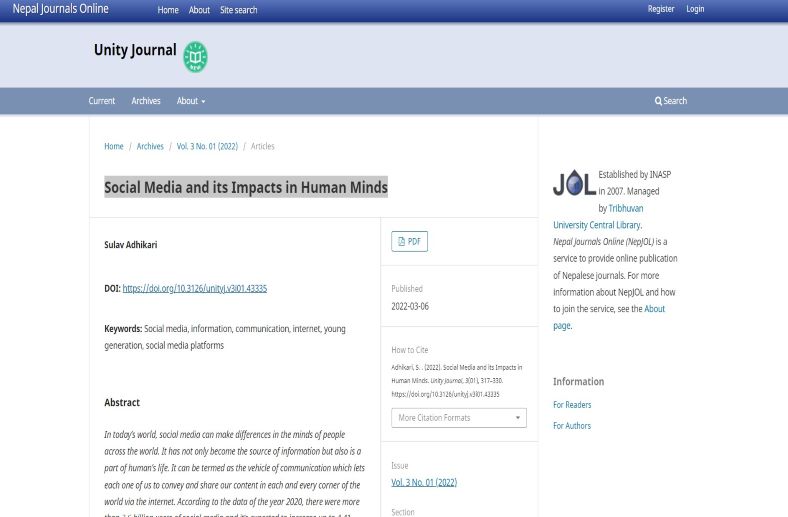 Nepal Journals Online
Home About Site search
Register Login
Unity Journal
Current Archives About
Search
Home / Archives / Vol. 3 No. 01 (2022) / Articles
Social Media and its Impacts in Human Minds
Sulav Adhikari
DOI: https://doi.org/10.3126/unityj.v3i01.43335
Keywords: Social media, information, communication, internet, young
generation, social media platforms
Abstract
In today's world, social media can make differences in the minds of people
across the world. It has not only become the source of information but also is a
part of human's life. It can be termed as the vehicle of communication which lets
each one of us to convey and share our content in each and every corner of the
world via the internet. According to the data of the year 2020, there were more
PDF
Published
2022-03-06
How to Cite
Adhikari, S. . (2022). Social Media and its Impacts in
Human Minds. Unity Journal, 3(01), 317–330.
https://doi.org/10.3126/unityj.v3i01.43335
More Citation Formats
Issue
Vol. 3 No. 01 (2022)
Section
JOL
Established by INASP
in 2007. Managed
by Tribhuvan
University Central Library.
Nepal Journals Online (NepJOL) is a
service to provide online publication
of Nepalese journals. For more
information about NepJOL and how
to join the service, see the About
page.
Information
For Readers
For Authors